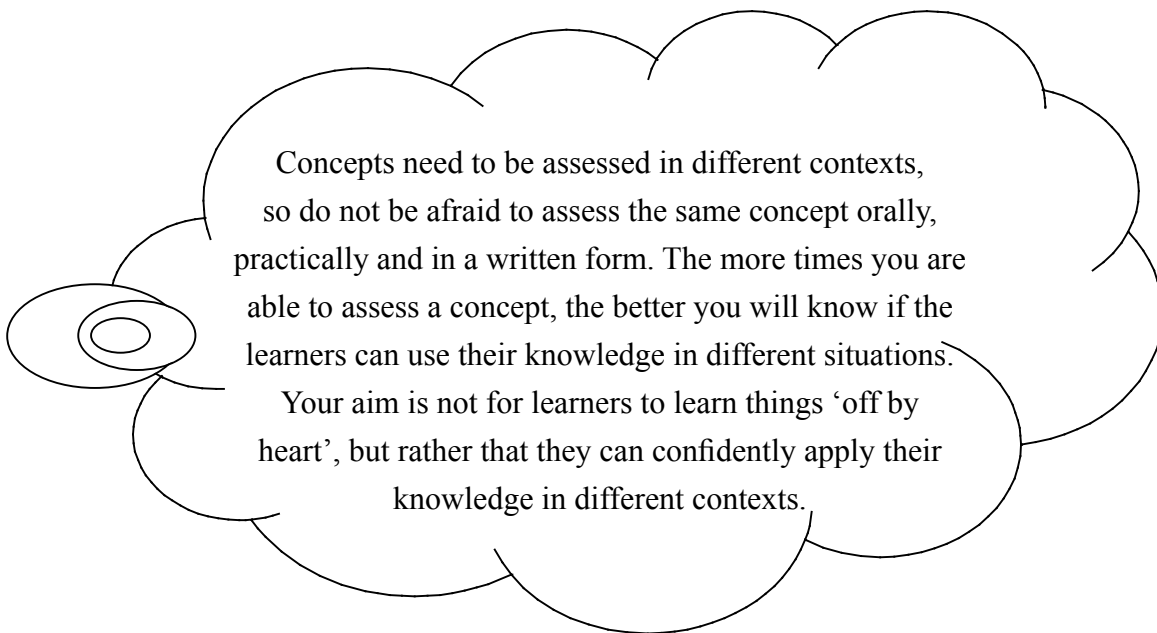 Concepts need to be assessed in different contexts,
so do not be afraid to assess the same concept orally,
practically and in a written form. The more times you are
able to assess a concept, the better you will know if the
learners can use their knowledge in different situations.
Your aim is not for learners to learn things ‘off by
heart’, but rather that they can confidently apply their
knowledge in different contexts.